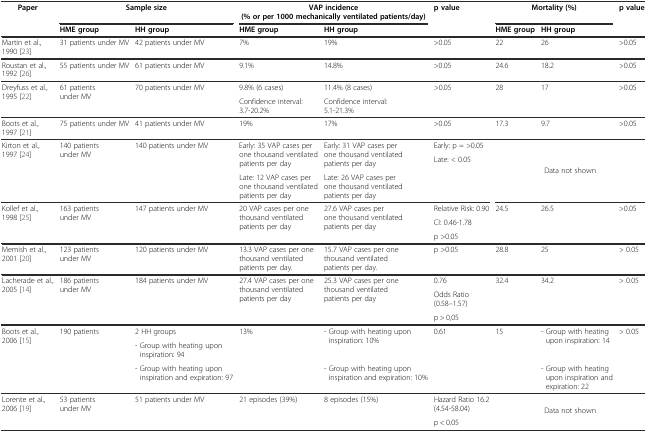 Paper Sample size VAP incidence p value Mortality (%) p value
(% or per 1000 mechanically ventilated patients/day)
HME group HH group HME group HH group HME group HH group
Martin et al., 1990 [23] 31 patients under MV 42 patients under MV 7% 19% >0.05 22 26 >0.05
Roustan et al., 1992 [26] 55 patients under MV 61 patients under MV 9.1% 14.8% >0.05 24.6 18.2 >0.05
Dreyfuss et al., 1995 [22] 61 patients under MV 70 patients under MV 9.8% (6 cases) 11.4% (8 cases) >0.05 28 17 >0.05
Confidence interval: 3.7-20.2% Confidence interval: 5.1-21.3%
Boots et al., 1997 [21] 75 patients under MV 41 patients under MV 19% 17% >0.05 17.3 9.7 >0.05
Kirton et al., 1997 [24] 140 patients under MV 140 patients under MV Early: 35 VAP cases per one thousand ventilated patients per day Early: 31 VAP cases per one thousand ventilated patients per day Early: p = >0.05
Late: < 0.05
Data not shown
Late: 12 VAP cases per one thousand ventilated patients per day Late: 26 VAP cases per one thousand ventilated patients per day
Kollef et al., 1998 [25] 163 patients under MV 147 patients under MV 20 VAP cases per one thousand ventilated patients per day 27.6 VAP cases per one thousand ventilated patients per day Relative Risk: 0.90 24.5 26.5 >0.05
CI: 0.46-1.78
p >0.05
Memish et al., 2001 [20] 123 patients under MV 120 patients under MV 13.3 VAP cases per one thousand ventilated patients per day. 15.7 VAP cases per one thousand ventilated patients per day. p >0.05 28.8 25 > 0.05
Lacherade et al., 2005 [14] 186 patients under MV 184 patients under MV 27.4 VAP cases per one thousand ventilated patients per day 25.3 VAP cases per one thousand ventilated patients per day 0.76 32.4 34.2 > 0.05
Odds Ratio (0.58–1.57)
p > 0,05
Boots et al., 2006 [15] 190 patients 2 HH groups 13% - Group with heating upon inspiration: 10% 0.61 15 - Group with heating upon inspiration: 14 > 0.05
- Group with heating upon inspiration: 94
- Group with heating upon inspiration and expiration: 97 - Group with heating upon inspiration and expiration: 10% - Group with heating upon inspiration and expiration: 22
Lorente et al., 2006 [19] 53 patients under MV 51 patients under MV 21 episodes (39%) 8 episodes (15%) Hazard Ratio 16.2 (4.54-58.04) Data not shown
p < 0.05